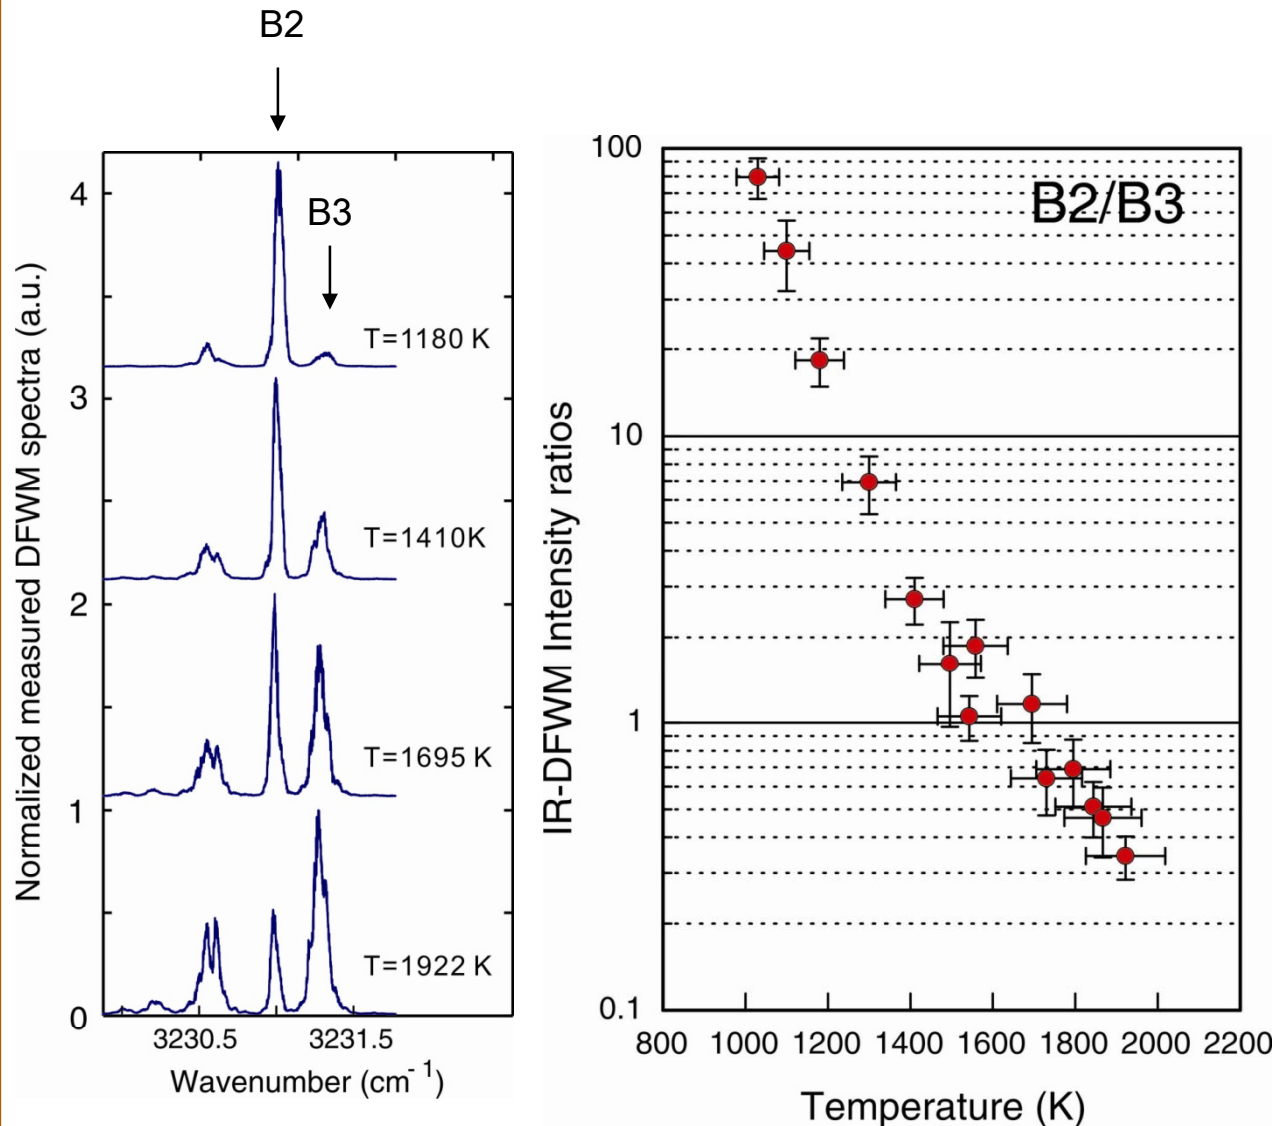 B2
B3
4
3
2
1
0
T=1180 K
T=1410K
T=1695 K
T=1922 K
3230.5 3231.5
Wavenumber (cm-1)
Normalized measured DFWM spectra (a.u.)
B2/B3
100
10
1
0.1
800 1000 1200 1400 1600 1800 2000 2200
Temperature (K)
IR-DFWM Intensity ratios